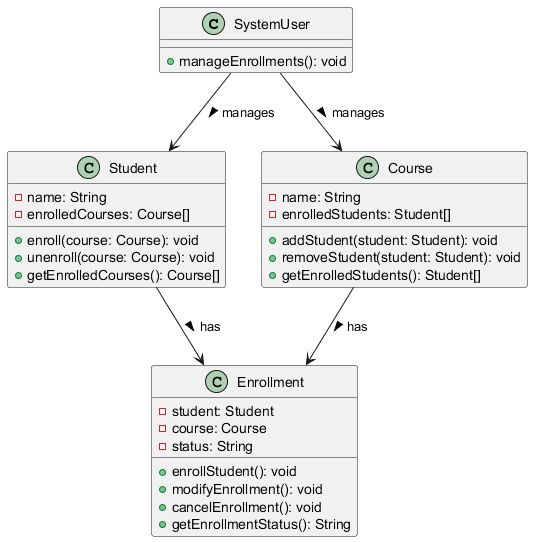 C SystemUser
manageEnrollments(): void
manages
manages
C Student
name: String
enrolledCourses: Course[]
enroll(course: Course): void
unenroll(course: Course): void
getEnrolledCourses(): Course[]
C Course
name: String
enrolledStudents: Student[]
addStudent(student: Student): void
removeStudent(student: Student): void
getEnrolledStudents(): Student[]
has
has
C Enrollment
student: Student
course: Course
status: String
enrollStudent(): void
modifyEnrollment(): void
cancelEnrollment(): void
getEnrollmentStatus(): String